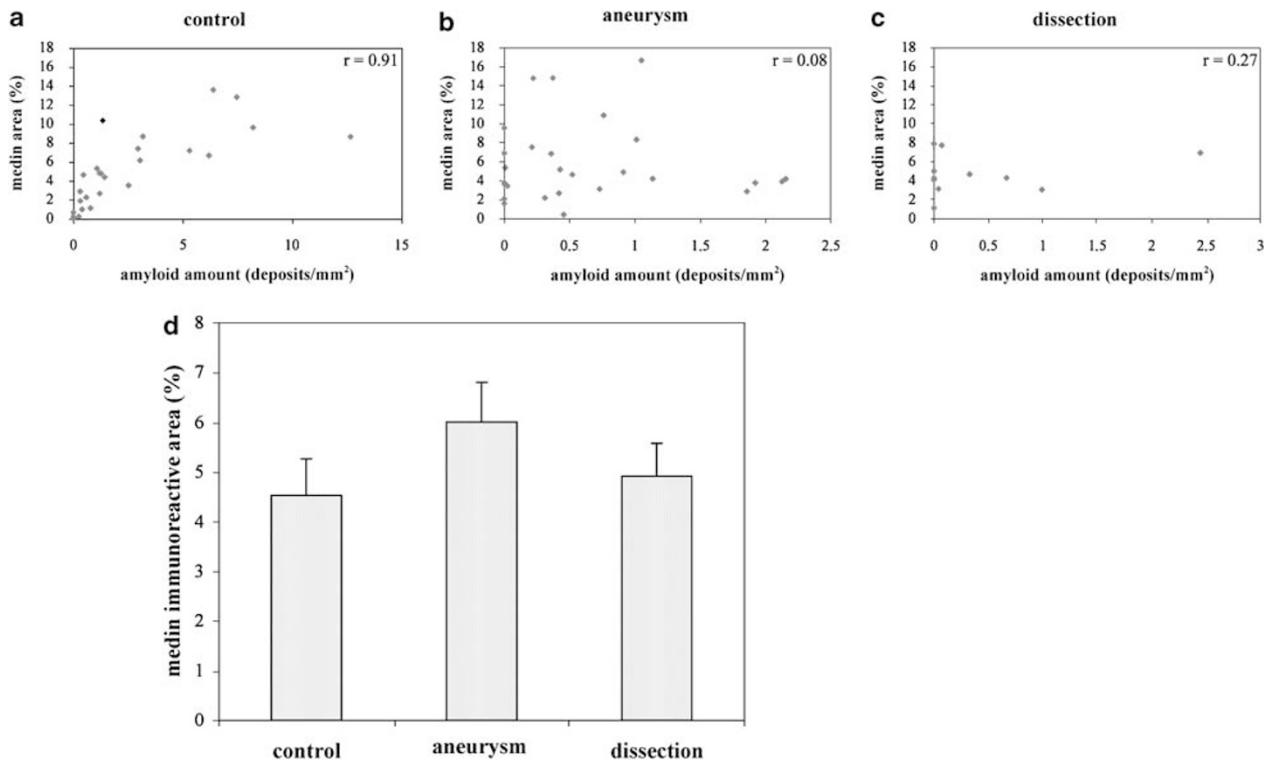 a
control
18
16
14
12
10
8
6
4
2
0
medin area (%)
r = 0.91
0 5 10 15
amyloid amount (deposits/mm²)
b
aneurysm
18
16
14
12
10
8
6
4
2
0
medin area (%)
r = 0.08
0 0.5 1 1.5 2 2.5
amyloid amount (deposits/mm²)
c
dissection
18
16
14
12
10
8
6
4
2
0
medin area (%)
r = 0.27
0 0.5 1 1.5 2 2.5 3
amyloid amount (deposits/mm²)
d
8
7
6
5
4
3
2
1
0
medin immunoreactive area (%)
control aneurysm dissection